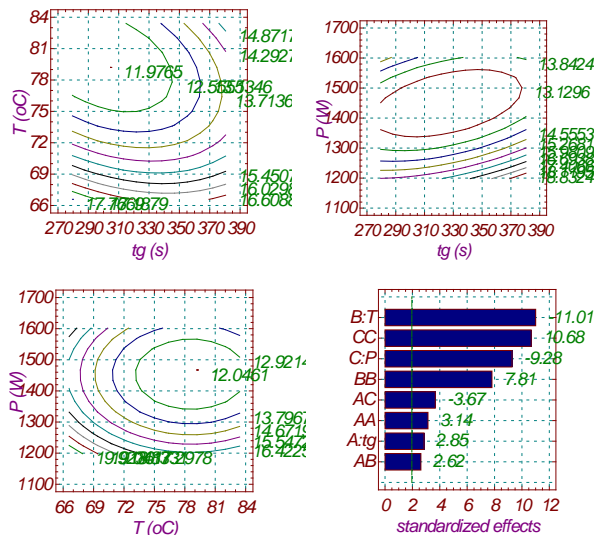 84
81
78
75
72
69
66
T (oC)
14.8717
14.2927
11.9765
13.7136
15.4507
16.0298
16.6088
270 290 310 330 350 370 390
tg (s)
1700
1600
1500
1400
1300
1200
1100
P (W)
13.8424
13.1296
14.5553
15.2681
18.8324
270 290 310 330 350 370 390
tg (s)
1700
1600
1500
1400
1300
1200
1100
P (W)
12.9214
12.0461
13.7967
14.6719
15.5472
16.4225
66 69 72 75 78 81 84
T (oC)
B:T -11.01
CC 10.68
C:P -9.28
BB 7.81
AC -3.67
AA 3.14
A:tg 2.85
AB 2.62
0 2 4 6 8 10 12
standardized effects